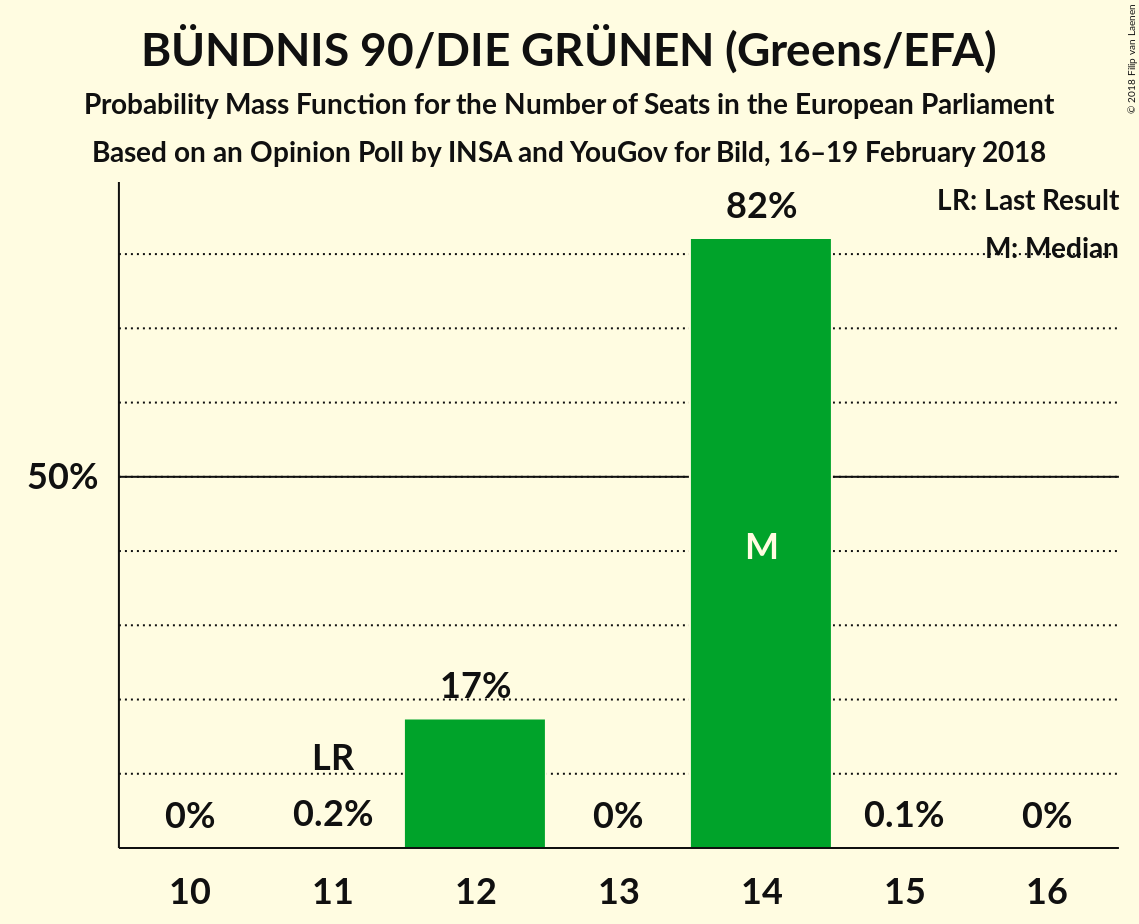 BÜNDNIS 90/DIE GRÜNEN (Greens/EFA)
Probability Mass Function for the Number of Seats in the European Parliament
Based on an Opinion Poll by INSA and YouGov for Bild, 16–19 February 2018
© 2018 Filip van Laenen
LR: Last Result
M: Median
82%
50%
M
17%
LR
0%
0.2%
0%
0.1%
0%
10 11 12 13 14 15 16